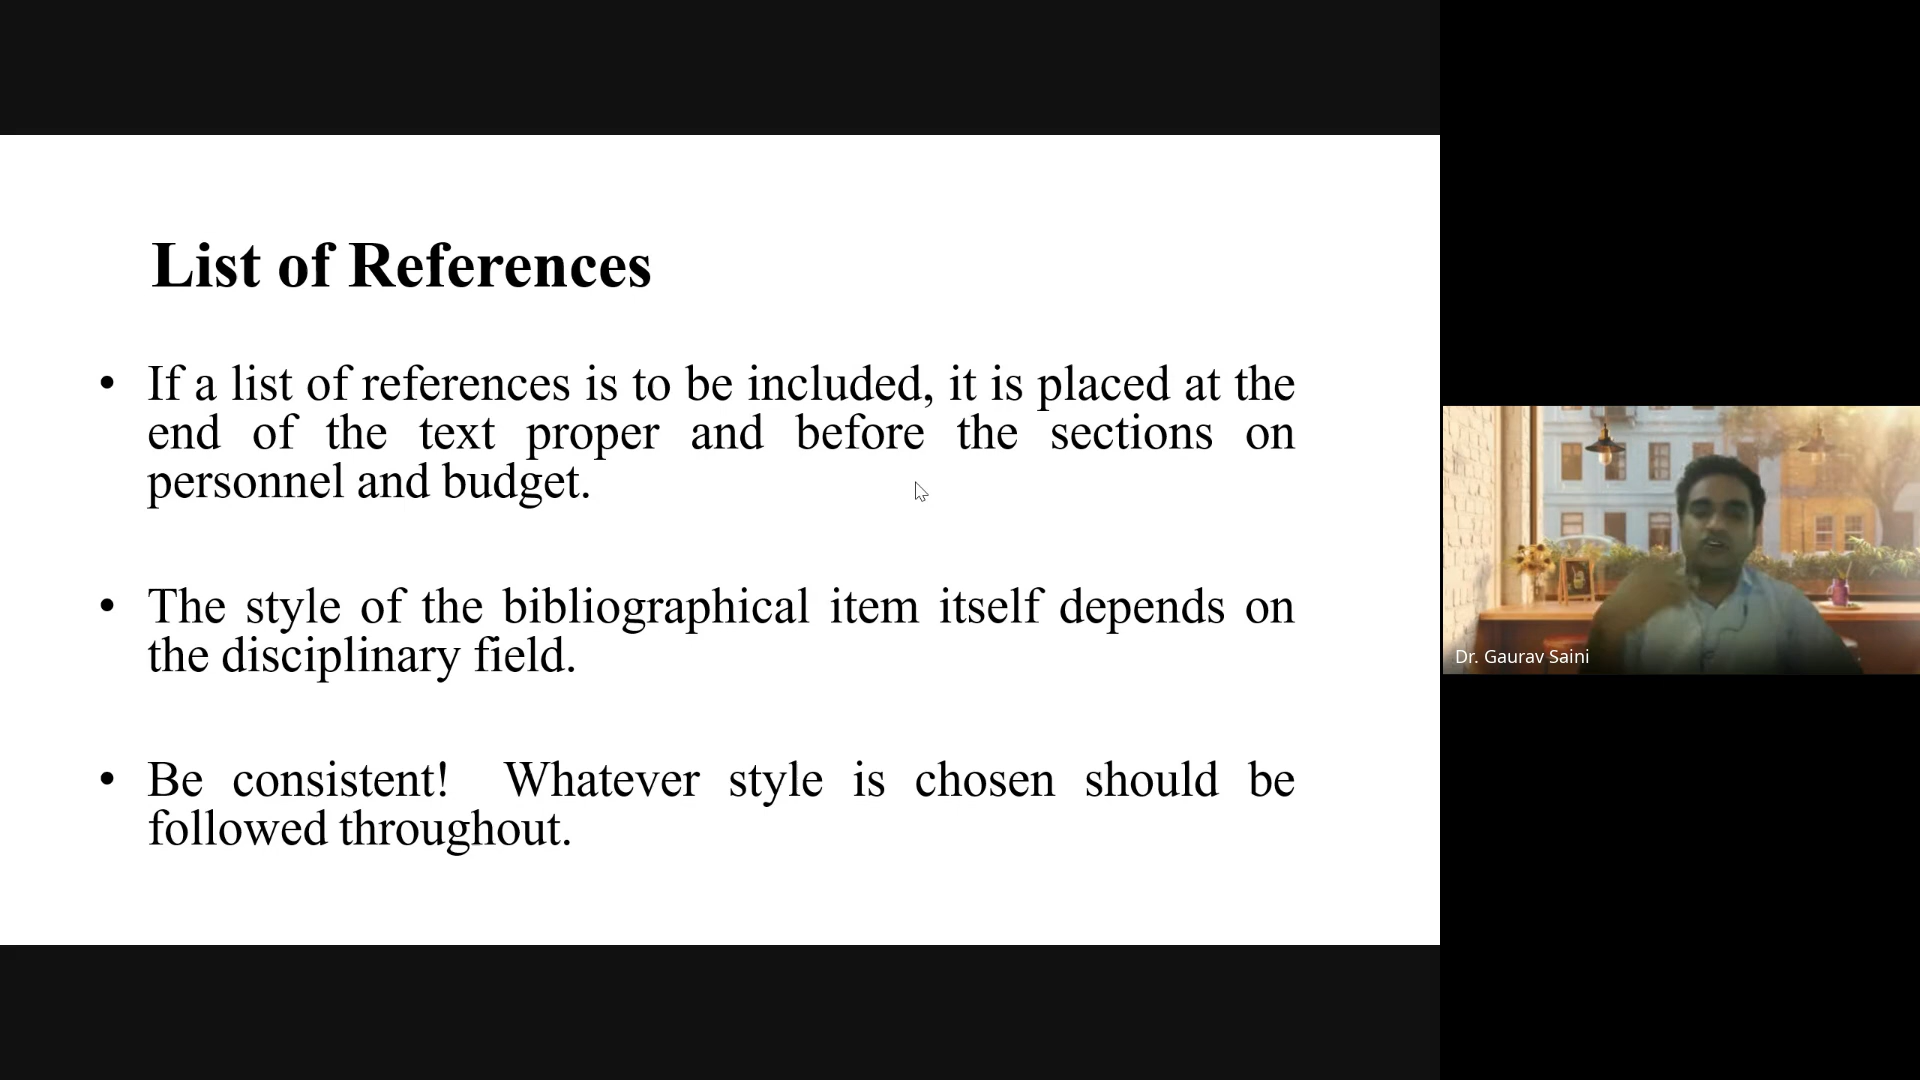 List of References
• If a list of references is to be included, it is placed at the
end of the text proper and before the sections on
personnel and budget.
• The style of the bibliographical item itself depends on
the disciplinary field.
• Be consistent!  Whatever style is chosen should be
followed throughout.
Dr. Gaurav Saini